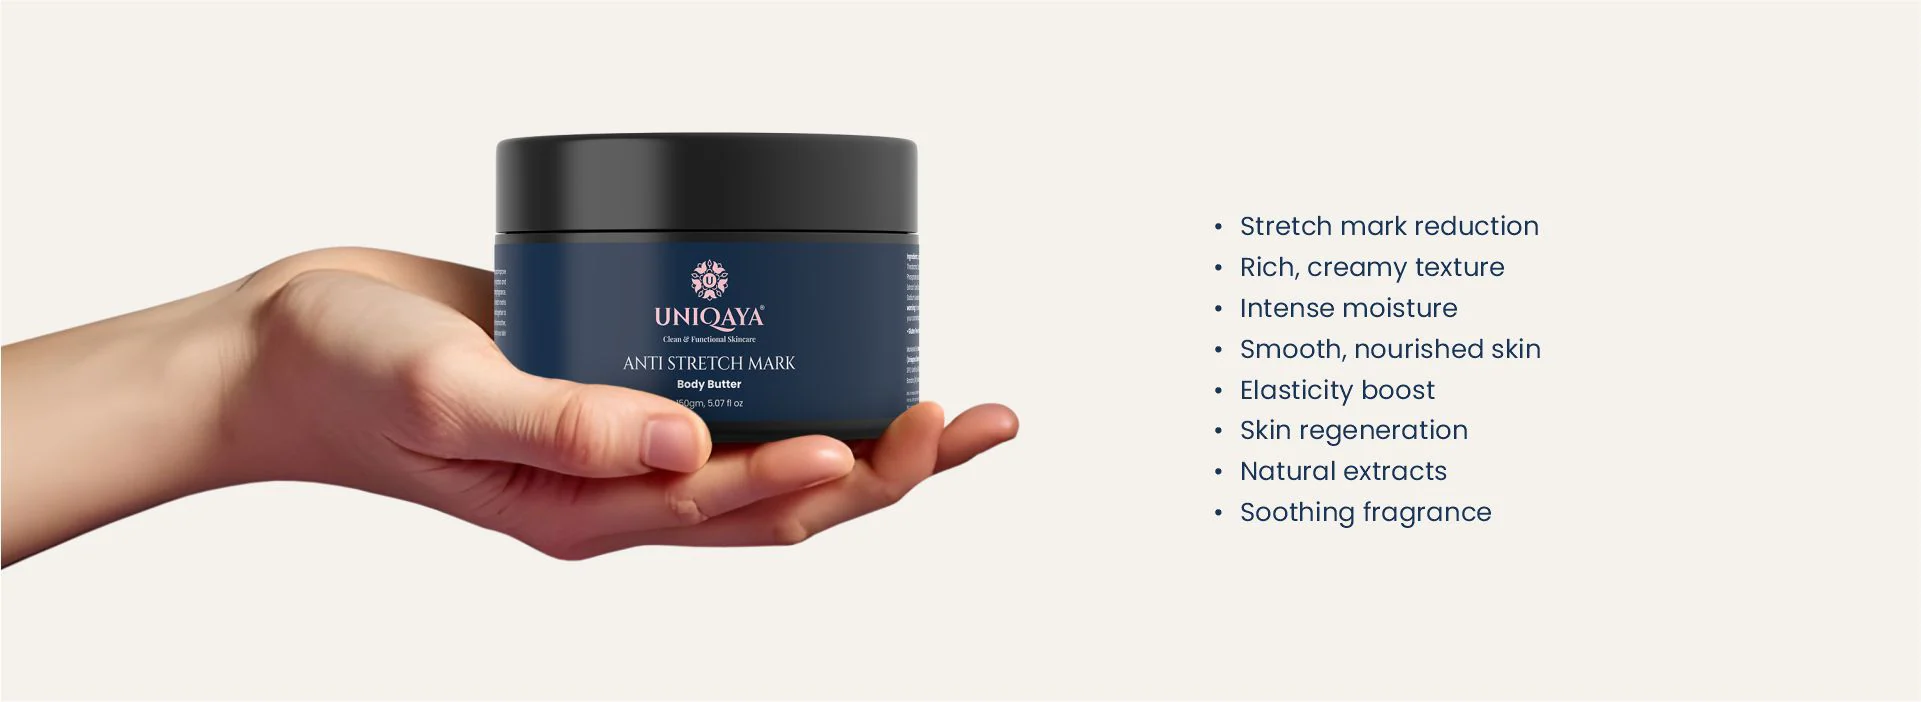 U
UNIQAYA®
Clean & Functional Skincare
ANTI STRETCH MARK
Body Butter
150gm, 5.07 fl oz
• Stretch mark reduction
• Rich, creamy texture
• Intense moisture
• Smooth, nourished skin
• Elasticity boost
• Skin regeneration
• Natural extracts
• Soothing fragrance